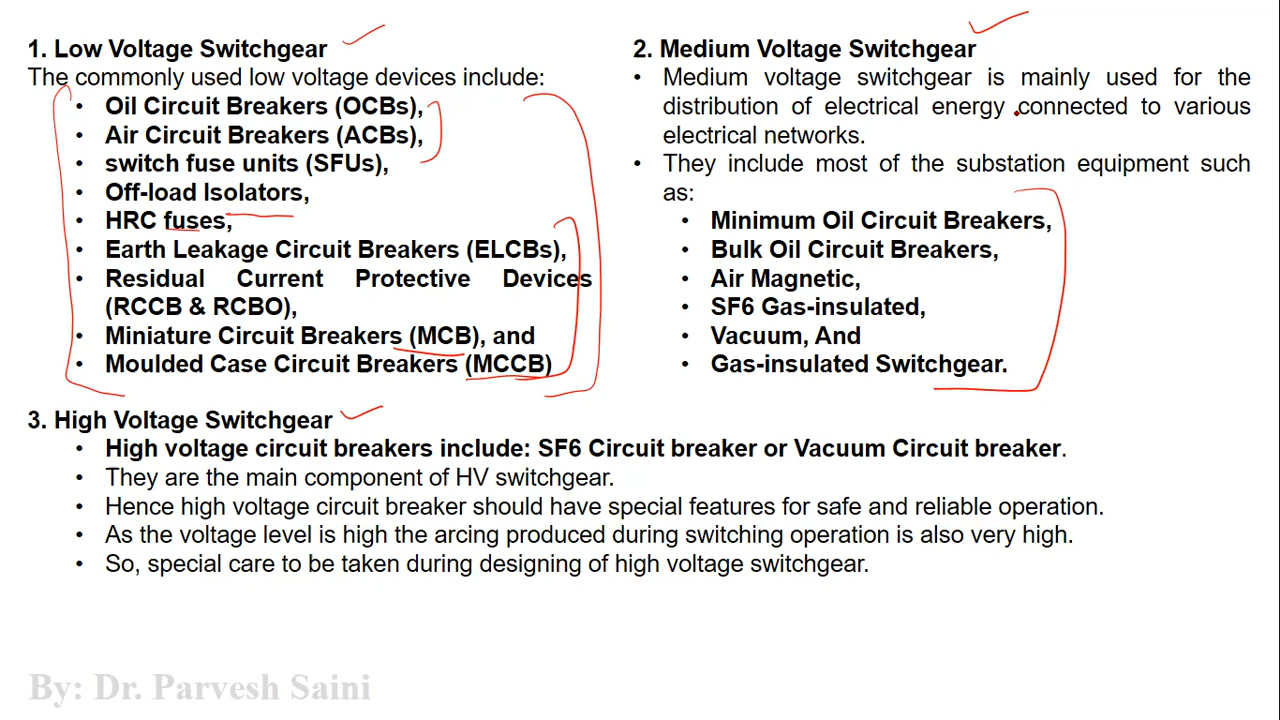 1. Low Voltage Switchgear
The commonly used low voltage devices include:
• Oil Circuit Breakers (OCBs),
• Air Circuit Breakers (ACBs),
• switch fuse units (SFUs),
• Off-load Isolators,
• HRC fuses,
• Earth Leakage Circuit Breakers (ELCBs),
• Residual Current Protective Devices
(RCCB & RCBO),
• Miniature Circuit Breakers (MCB), and
• Moulded Case Circuit Breakers (MCCB)
2. Medium Voltage Switchgear
• Medium voltage switchgear is mainly used for the
distribution of electrical energy connected to various
electrical networks.
• They include most of the substation equipment such
as:
• Minimum Oil Circuit Breakers,
• Bulk Oil Circuit Breakers,
• Air Magnetic,
• SF6 Gas-insulated,
• Vacuum, And
• Gas-insulated Switchgear.
3. High Voltage Switchgear
• High voltage circuit breakers include: SF6 Circuit breaker or Vacuum Circuit breaker.
• They are the main component of HV switchgear.
• Hence high voltage circuit breaker should have special features for safe and reliable operation.
• As the voltage level is high the arcing produced during switching operation is also very high.
• So, special care to be taken during designing of high voltage switchgear.
By: Dr. Parvesh Saini